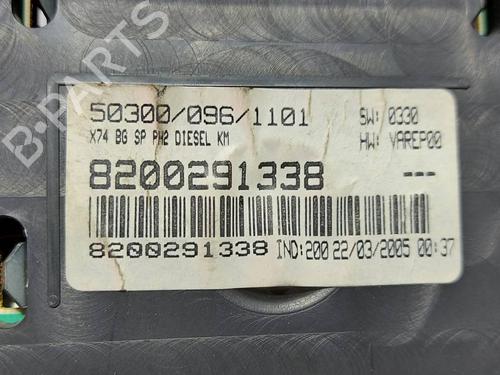 50300/096/1101
SW: 0330
X74 BG SP PH2 DIESEL KM
HW: VAREP00
8200291338
---
8200291338 IND:200 22/03/2005 00:37
B-PARTS